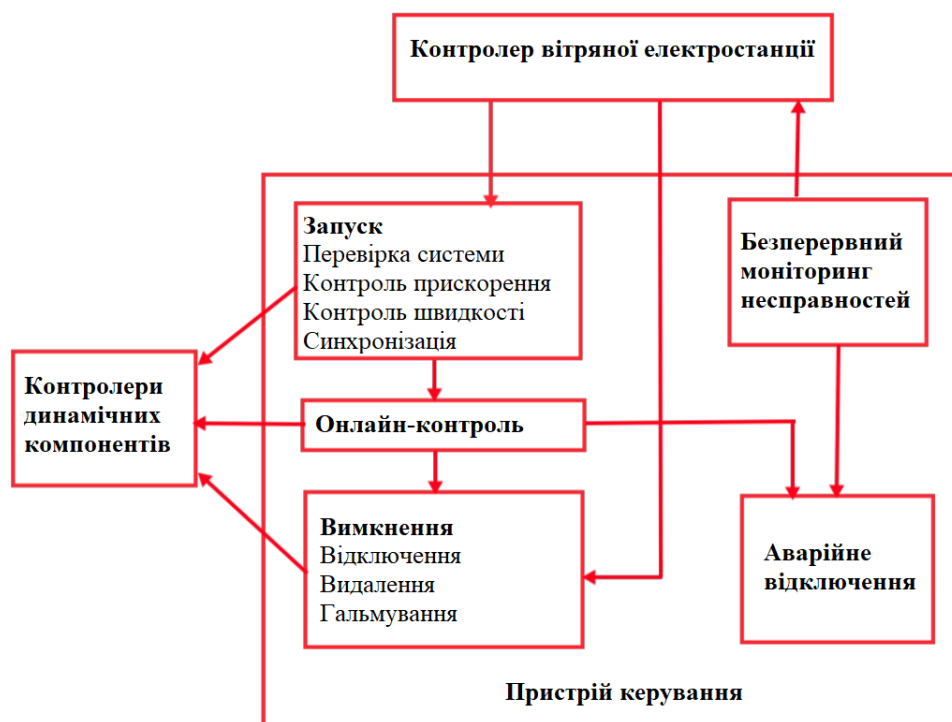 Контролер вітряної електростанції
Запуск
Перевірка системи
Контроль прискорення
Контроль швидкості
Синхронізація
Безперервний
моніторинг
несправностей
Контролери
динамічних
компонентів
Онлайн-контроль
Вимкнення
Відключення
Видалення
Гальмування
Аварійне
відключення
Пристрій керування